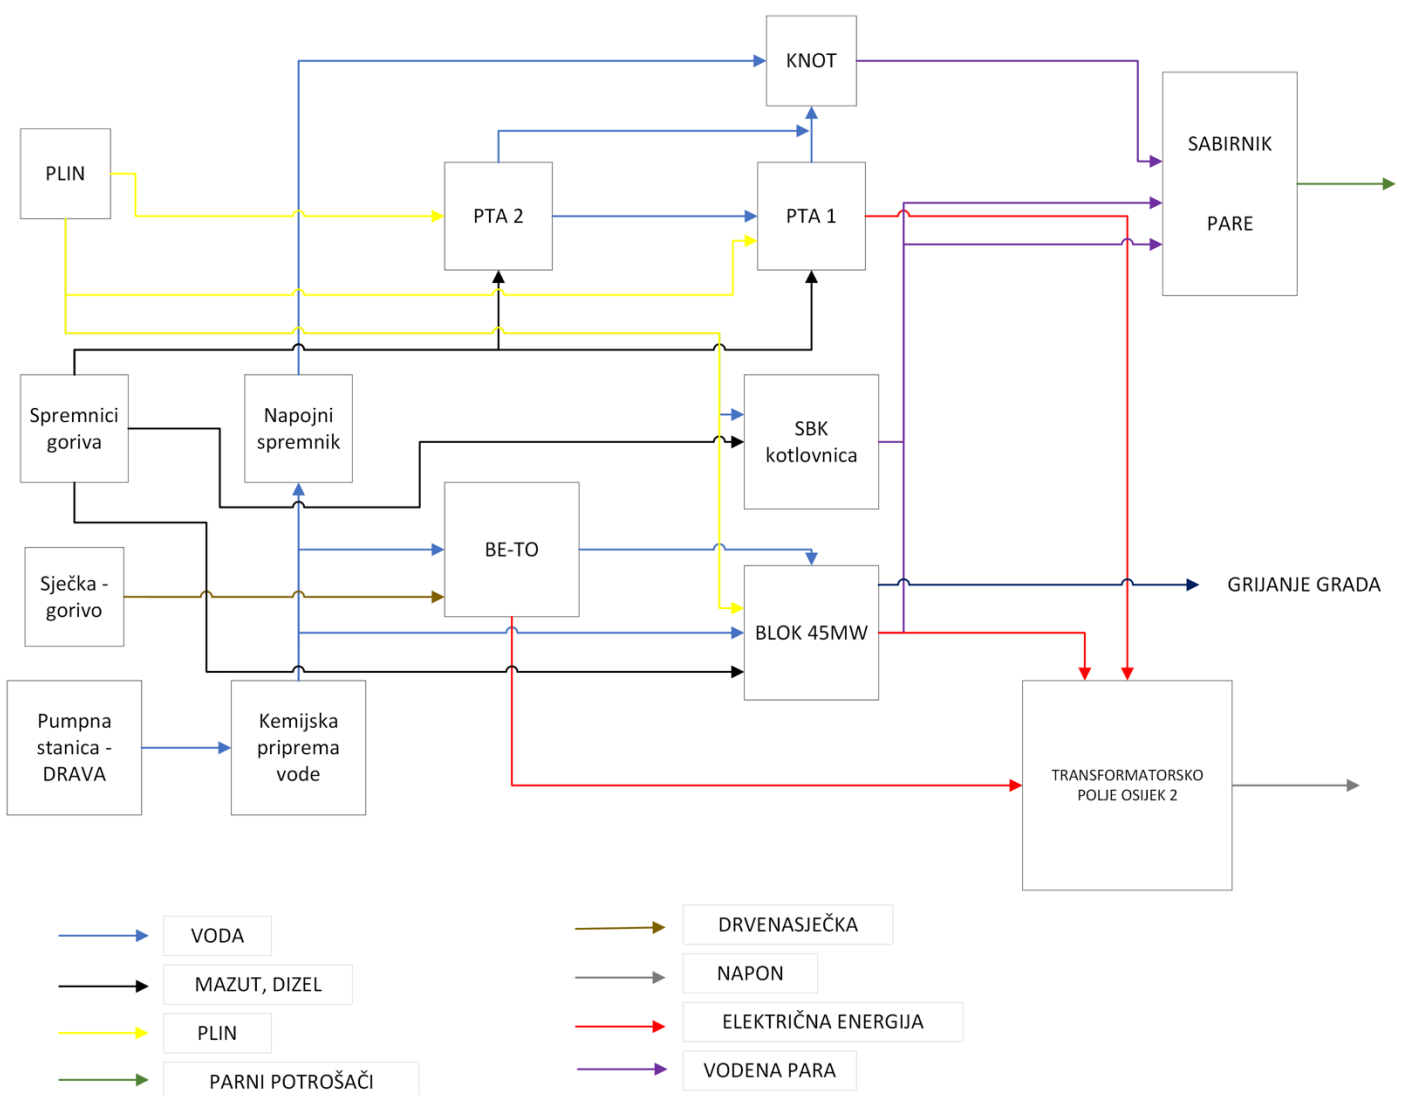 KNOT
SABIRNIK
PARE
PLIN
PTA 2
PTA 1
Spremnici
goriva
Napojni
spremnik
SBK
kotlovnica
BE-TO
Sječka -
gorivo
GRIJANJE GRADA
BLOK 45MW
Pumpna
stanica -
DRAVA
Kemijska
priprema
vode
TRANSFORMATORSKO
POLJE OSIJEK 2
VODA
MAZUT, DIZEL
PLIN
PARNI POTROŠAČI
DRVENASJEČKA
NAPON
ELEKTRIČNA ENERGIJA
VODENA PARA